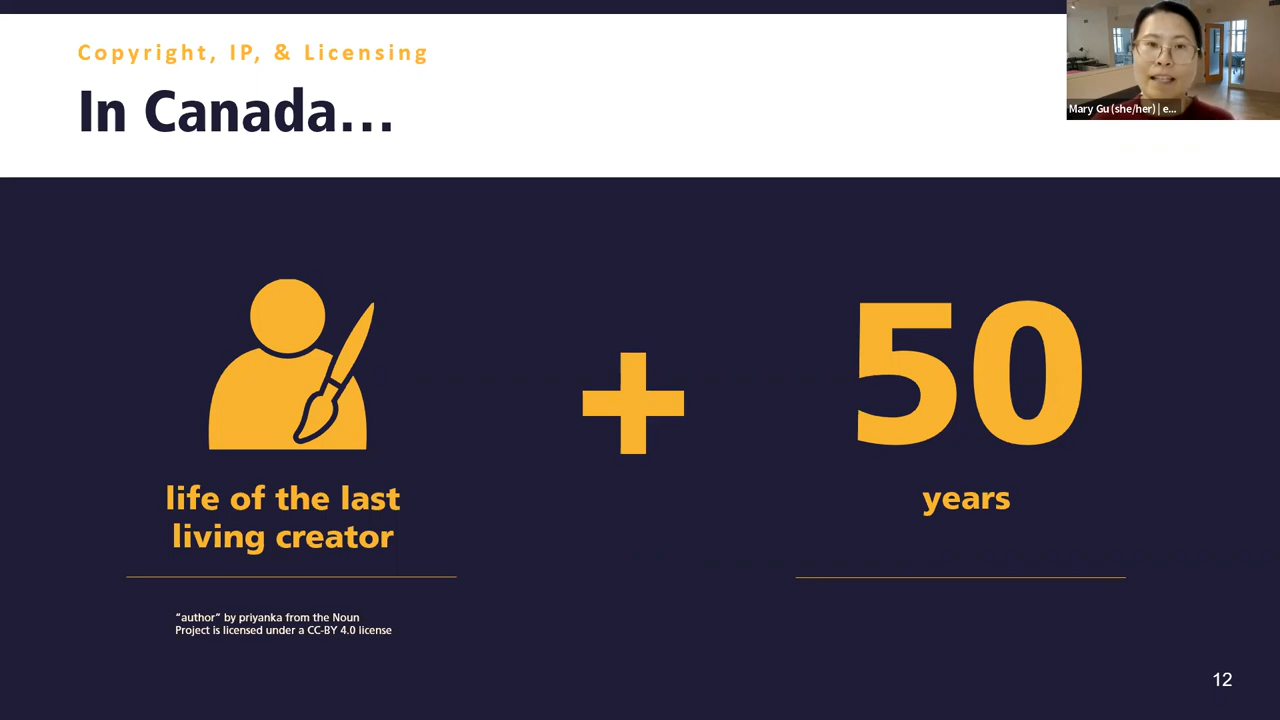 Copyright, IP, & Licensing
In Canada...
Mary Gu (she/her) | e...
life of the last
living creator
+
50
years
“author” by priyanka from the Noun
Project is licensed under a CC-BY 4.0 license
12